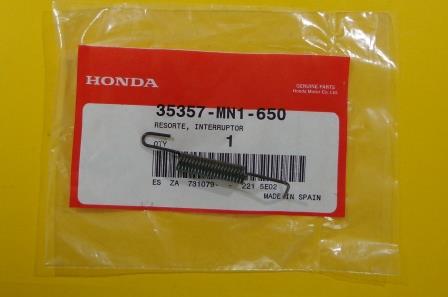 HONDA
GENUINE PARTS
Honda Motor Co., Ltd.
35357-MN1-650
RESORTE, INTERRUPTOR
QTY 1
ES ZA 731079- - 221 5E02
MADE IN SPAIN